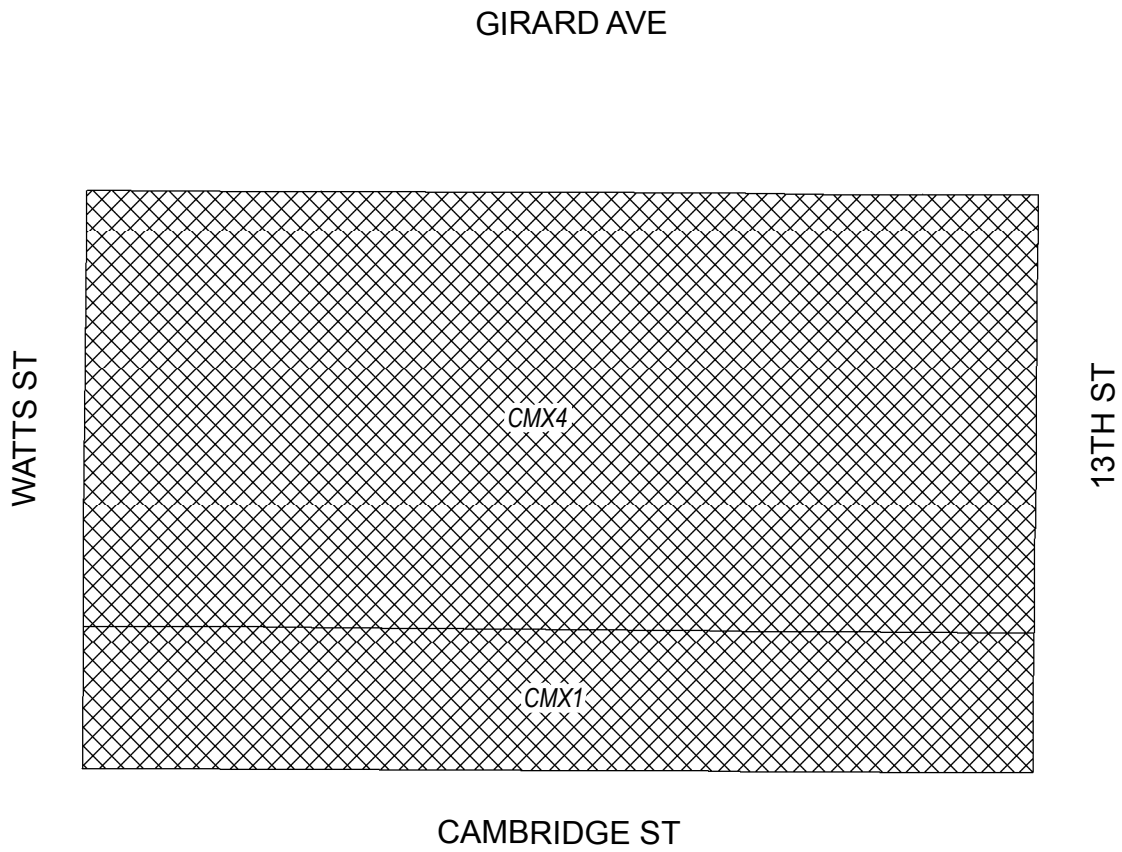 GIRARD AVE
WATTS ST
CMX4
13TH ST
CMX1
CAMBRIDGE ST